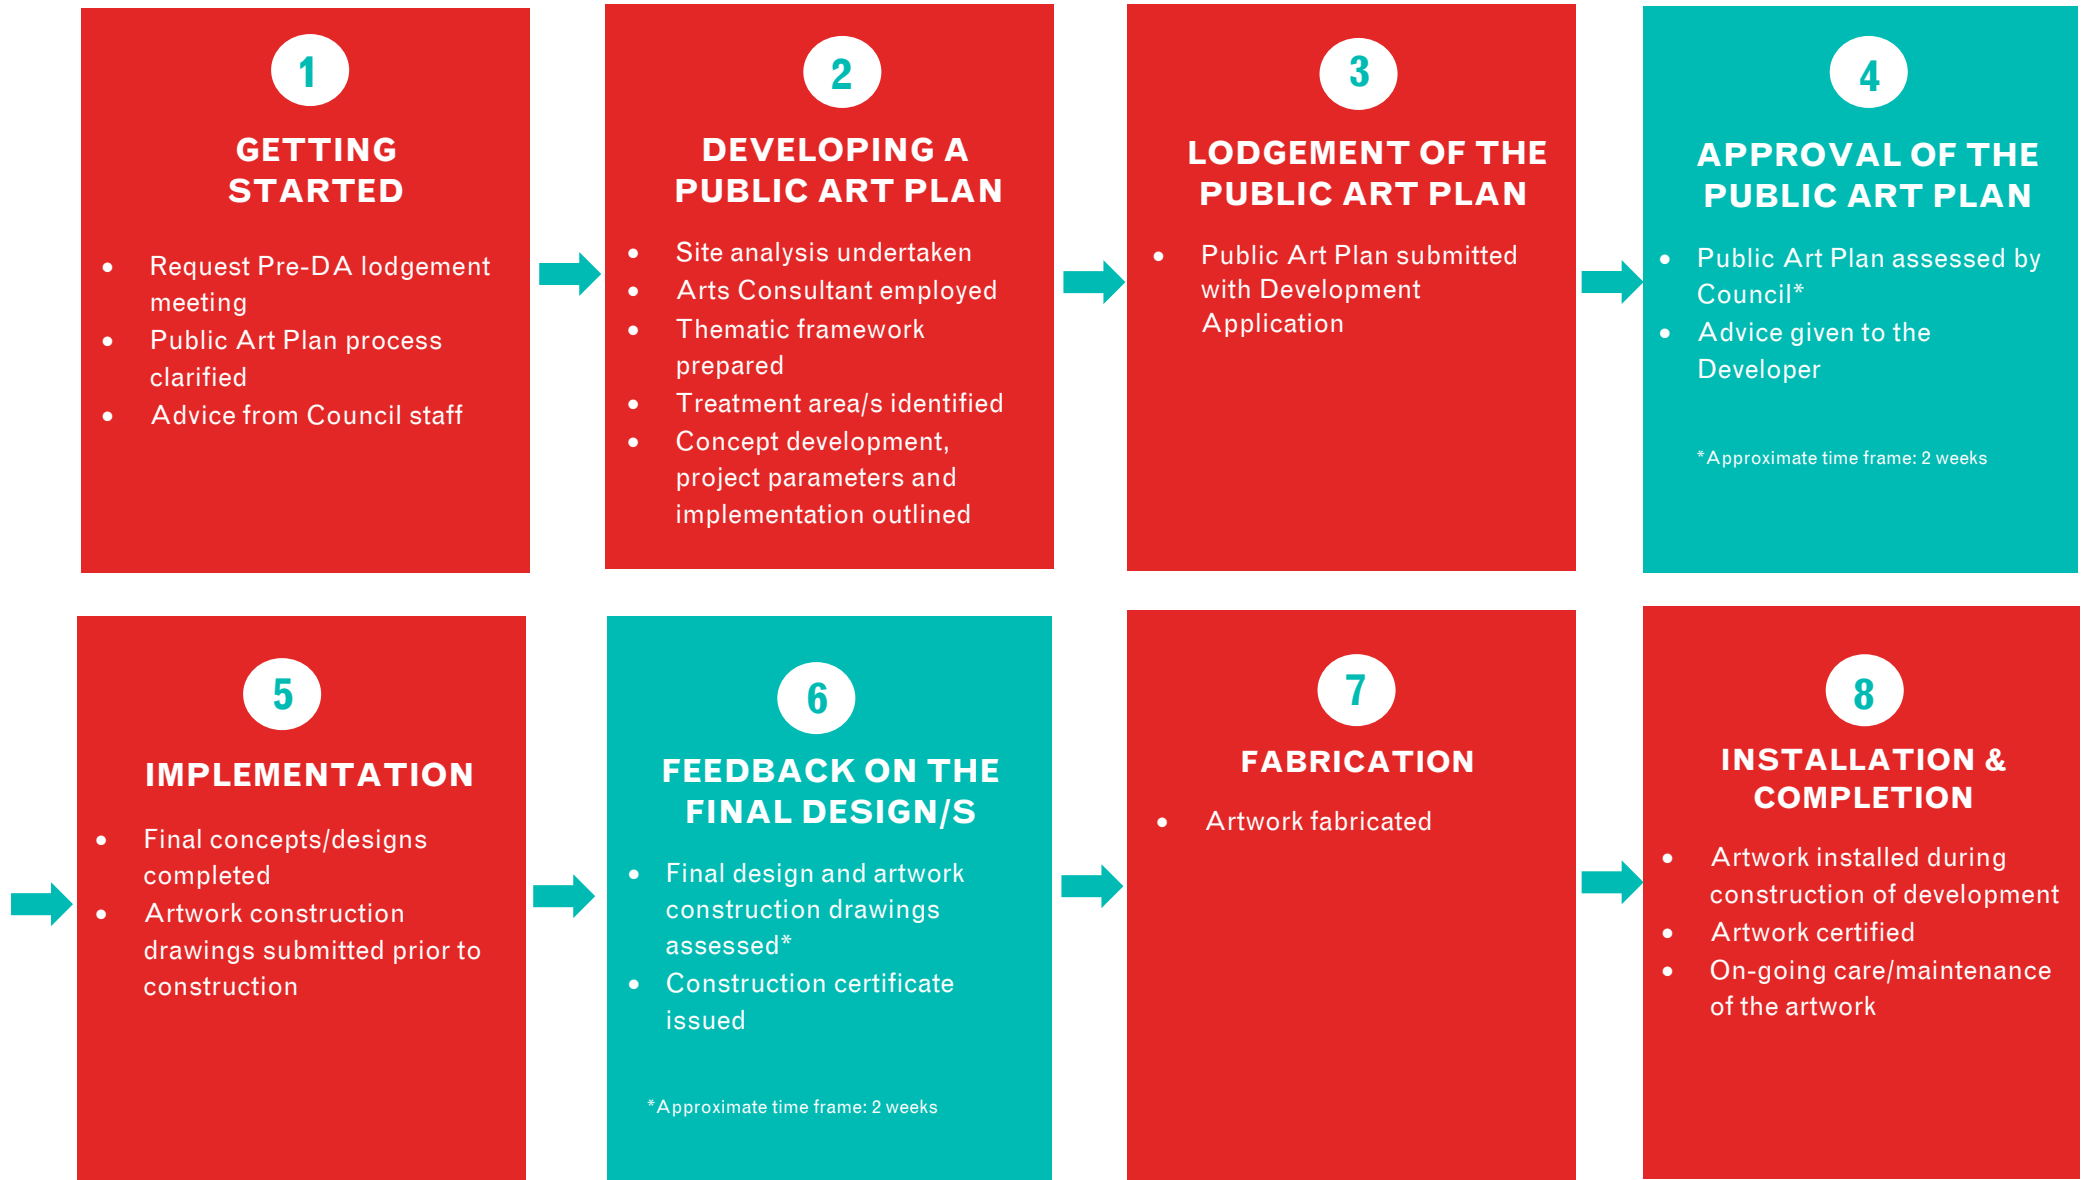 1
GETTING
STARTED
• Request Pre-DA lodgement
meeting
• Public Art Plan process
clarified
• Advice from Council staff
2
DEVELOPING A
PUBLIC ART PLAN
• Site analysis undertaken
• Arts Consultant employed
• Thematic framework
prepared
• Treatment area/s identified
• Concept development,
project parameters and
implementation outlined
3
LODGEMENT OF THE
PUBLIC ART PLAN
• Public Art Plan submitted
with Development
Application
4
APPROVAL OF THE
PUBLIC ART PLAN
• Public Art Plan assessed by
Council*
• Advice given to the
Developer
*Approximate time frame: 2 weeks
5
IMPLEMENTATION
• Final concepts/designs
completed
• Artwork construction
drawings submitted prior to
construction
6
FEEDBACK ON THE
FINAL DESIGN/S
• Final design and artwork
construction drawings
assessed*
• Construction certificate
issued
*Approximate time frame: 2 weeks
7
FABRICATION
• Artwork fabricated
8
INSTALLATION &
COMPLETION
• Artwork installed during
construction of development
• Artwork certified
• On-going care/maintenance
of the artwork